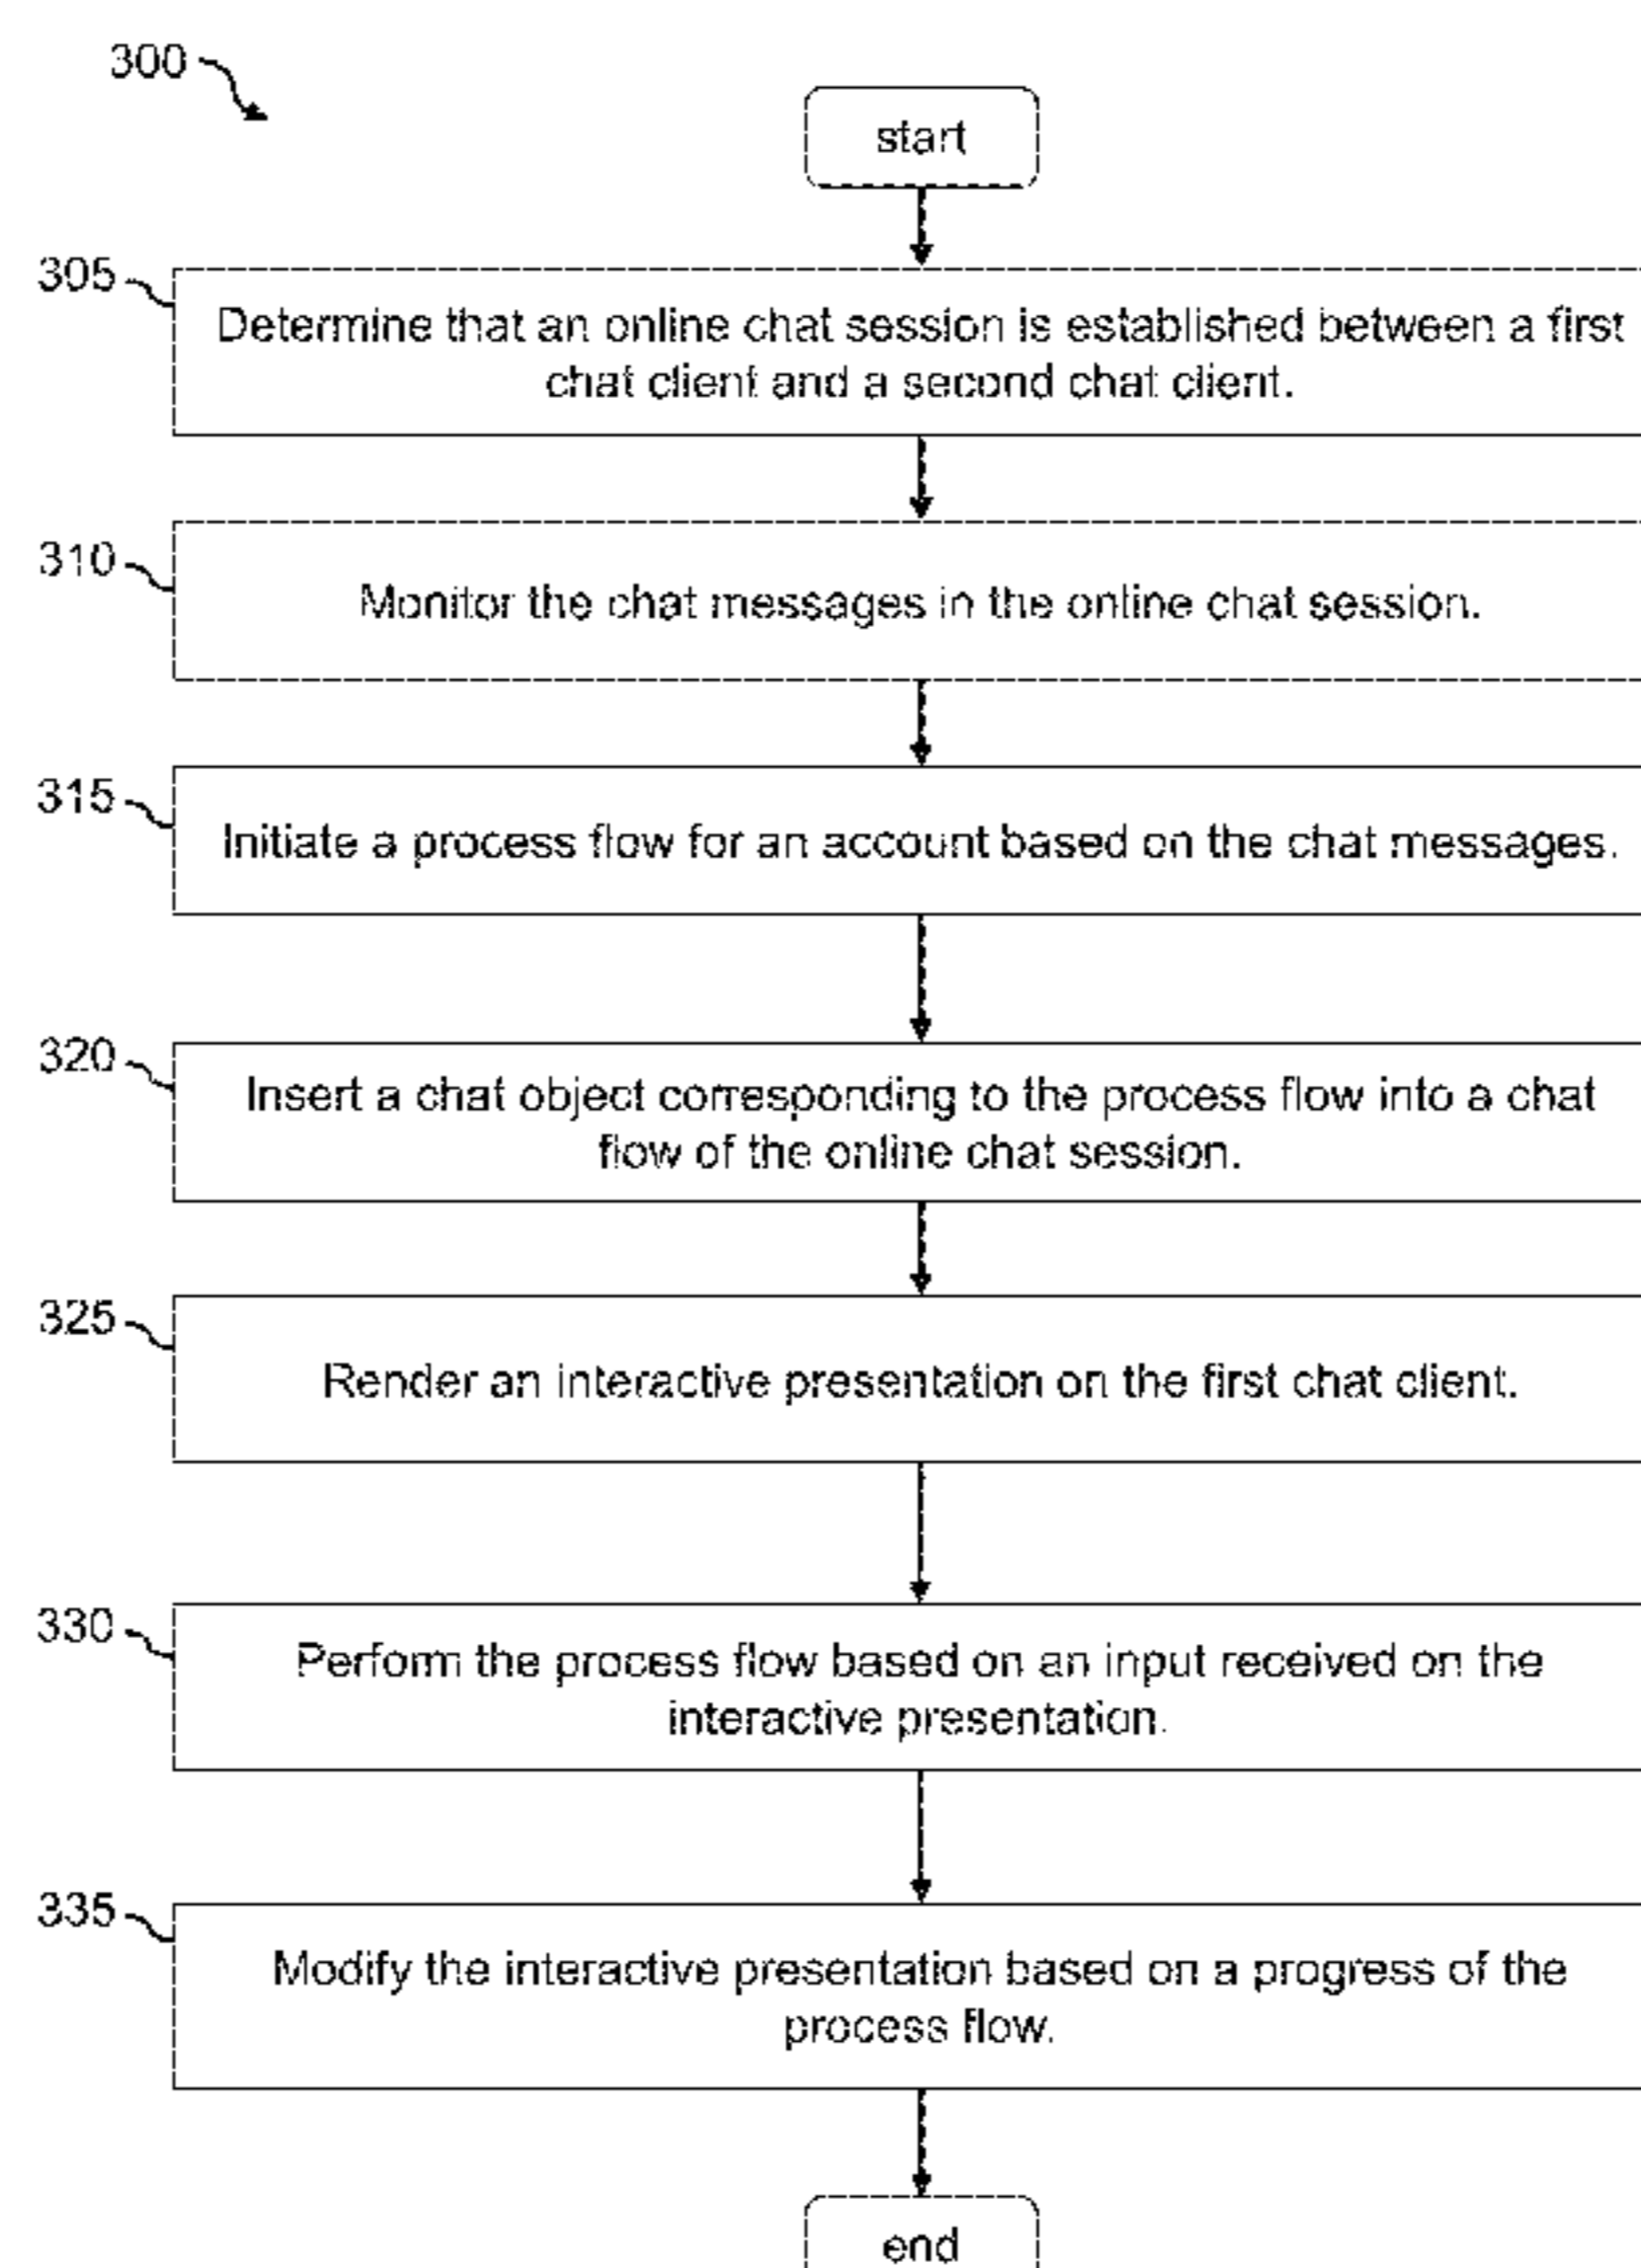 300
start
305
Determine that an online chat session is established between a first
chat client and a second chat client.
310
Monitor the chat messages in the online chat session.
315
Initiate a process flow for an account based on the chat messages.
320
Insert a chat object corresponding to the process flow into a chat
flow of the online chat session.
325
Render an interactive presentation on the first chat client.
330
Perform the process flow based on an input received on the
interactive presentation.
335
Modify the interactive presentation based on a progress of the
process flow.
end